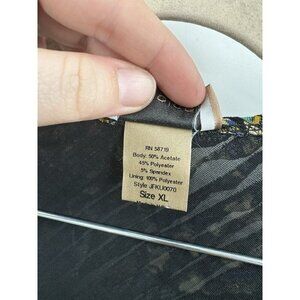 RN 58719
Body: 50% Acetate
45% Polyester
5% Spandex
Lining: 100% Polyester
Style JFKU0070
Size XL